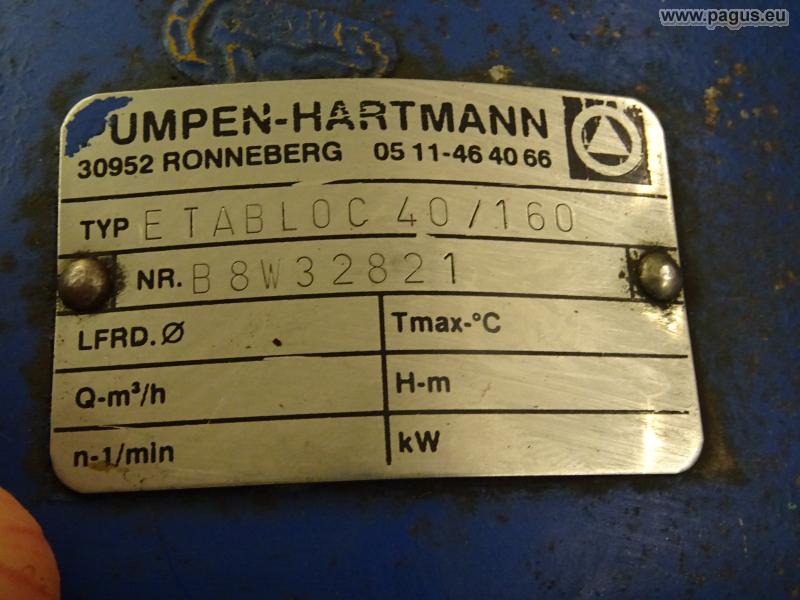 www.pagus.eu
UMPEN-HARTMANN
30952 RONNEBERG 05 11-46 40 66
TYP ETABLOC 40/160
NR. B8W32821
LFRD. Ø Tmax-°C
Q-m³/h H-m
n-1/min kW